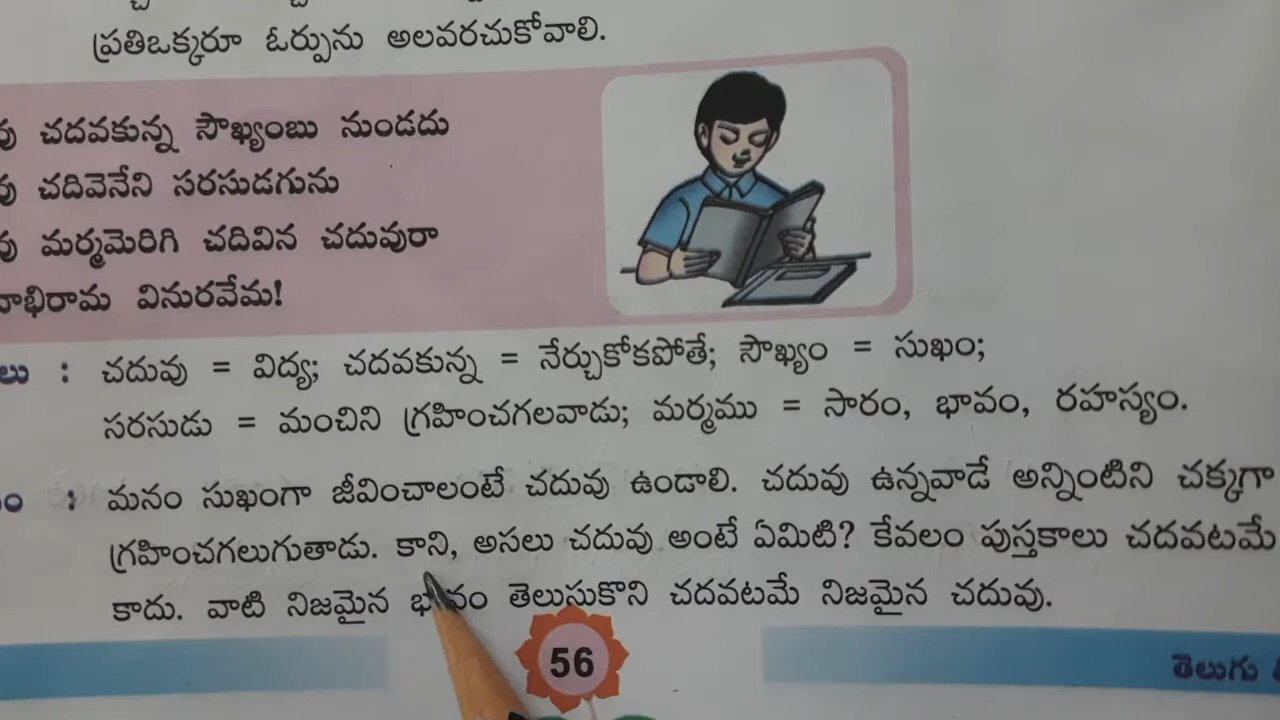 ప్రతిఒక్కరూ ఓర్పును అలవరచుకోవాలి.
చదవకున్న సౌఖ్యంబు నుండదు
చదివెనేని సరసుడగును
మర్మమెరిగి చదివిన చదువురా
వినురవేమ!
: చదువు = విద్య; చదవకున్న = నేర్చుకోకపోతే; సౌఖ్యం = సుఖం;
సరసుడు = మంచిని గ్రహించగలవాడు; మర్మము = సారం, భావం, రహస్యం.
: మనం సుఖంగా జీవించాలంటే చదువు ఉండాలి. చదువు ఉన్నవాడే అన్నింటిని చక్కగా
గ్రహించగలుగుతాడు. కాని, అసలు చదువు అంటే ఏమిటి? కేవలం పుస్తకాలు చదవటమే
కాదు. వాటి నిజమైన భావం తెలుసుకొని చదవటమే నిజమైన చదువు.
56
తెలుగు